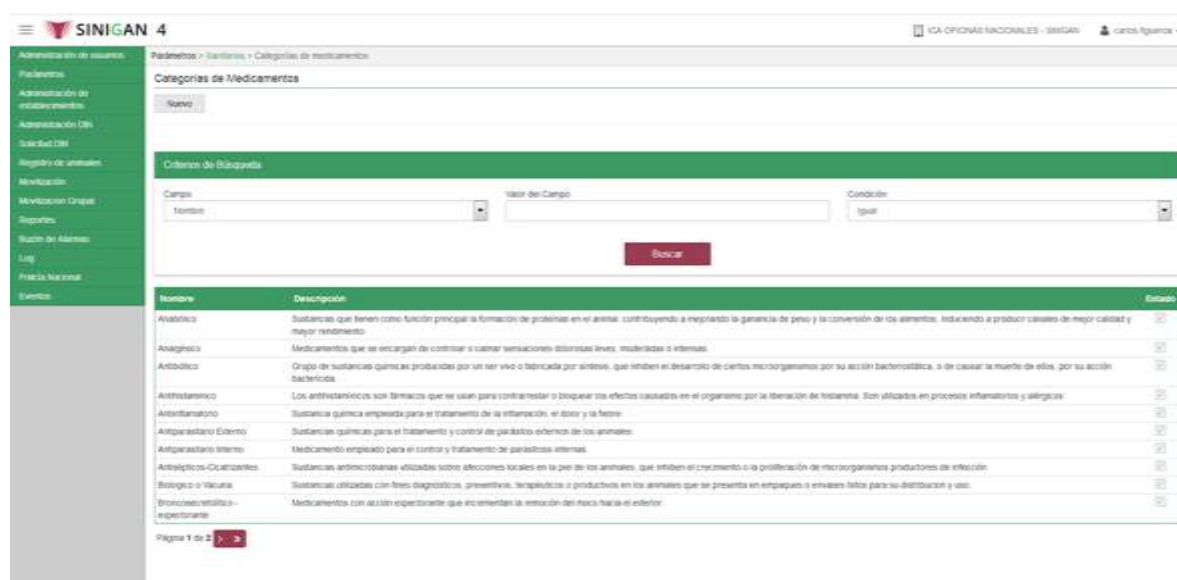 SINIGAN 4
ICA OFICINAS NACIONALES - SINIGAN
carlos figueroa
Administración de usuarios
Parámetros
Administración de
establecimientos
Administración DIN
Solicitud DIN
Registro de animales
Movilización
Movilizacion Grupal
Reportes
Buzón de Alarmas
Log
Policía Nacional
Eventos
Parámetros > Sanitarios > Categorías de medicamentos
Categorías de Medicamentos
Nuevo
Criterios de Búsqueda
Campo
Valor del Campo
Condición
Nombre
Igual
Buscar
Nombre Descripción Estado
Anabólico Sustancias que tienen como función principal la formación de proteínas en el animal, contribuyendo a mejorando la ganancia de peso y la conversión de los alimentos, induciendo a producir canales de mejor calidad y
mayor rendimiento.
Analgésico Medicamentos que se encargan de controlar o calmar sensaciones dolorosas leves, moderadas o intensas.
Antibiótico Grupo de sustancias químicas producidas por un ser vivo o fabricada por síntesis, que inhiben el desarrollo de ciertos microorganismos por su acción bacteriostática, o de causar la muerte de ellos, por su acción
bactericida.
Antihistamínico Los antihistamínicos son fármacos que se usan para contrarrestar o bloquear los efectos causados en el organismo por la liberación de histamina. Son utilizados en procesos inflamatorios y alérgicos.
Antiinflamatorio Sustancia química empleada para el tratamiento de la inflamación, el dolor y la fiebre.
Antiparasitario Externo Sustancias químicas para el tratamiento y control de parásitos externos de los animales.
Antiparasitario Interno Medicamento empleado para el control y tratamiento de parasitosis internas.
Antisépticos-Cicatrizantes Sustancias antimicrobianas utilizadas sobre afecciones locales en la piel de los animales, que inhiben el crecimiento o la proliferación de microorganismos productores de infección.
Biológico o Vacuna Sustancias utilizadas con fines diagnósticos, preventivos, terapéuticos o productivos en los animales que se presenta en empaques o envases listos para su distribución y uso.
Broncosecretolítico - Medicamentos con acción expectorante que incrementan la remoción del moco hacia el exterior.
expectorante
Página 1 de 2 > »